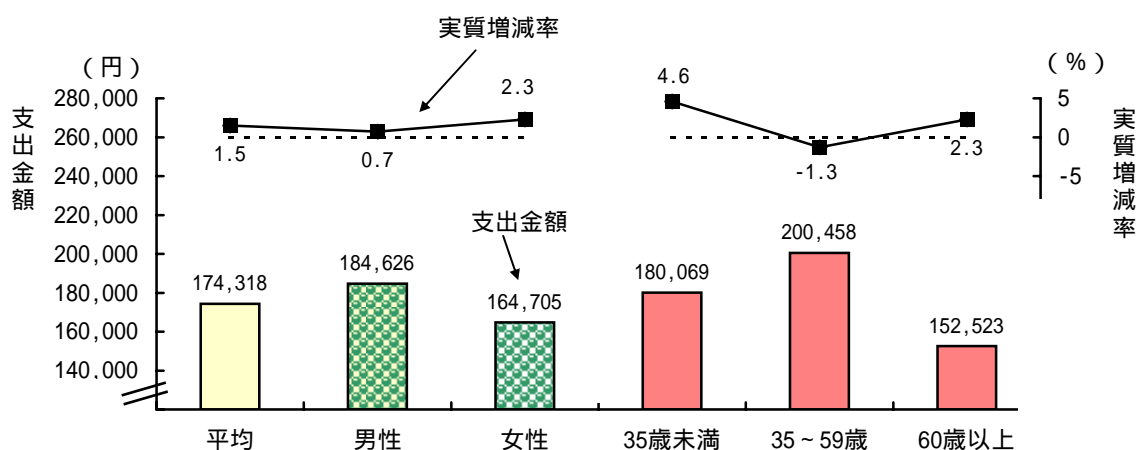 実質増減率
(円)
(%)
支出金額
実質増減率
280,000
260,000
240,000
220,000
200,000
180,000
160,000
140,000
5
0
-5
1.5
0.7
2.3
4.6
-1.3
2.3
支出金額
174,318
184,626
164,705
180,069
200,458
152,523
平均
男性
女性
35歳未満
35~59歳
60歳以上